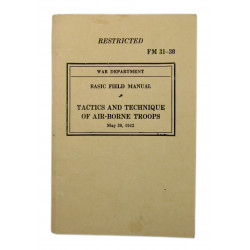 RESTRICTED
FM 31-30
WAR DEPARTMENT
BASIC FIELD MANUAL
TACTICS AND TECHNIQUE
OF AIR-BORNE TROOPS
May 20, 1942